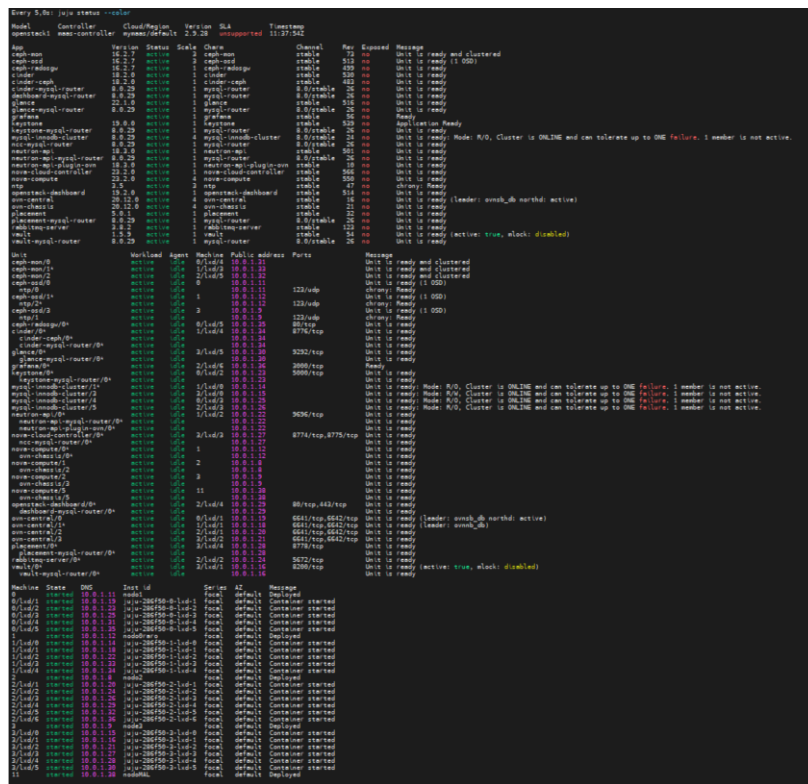 Every 5,0s: juju status --color
Model Controller Cloud/Region Version SLA Timestamp
openstack1 maas-controller mymaas/default 2.9.28 unsupported 11:37:54Z
App Version Status Scale Charm Channel Rev Exposed Message
ceph-mon 16.2.7 active 3 ceph-mon stable 73 no Unit is ready and clustered
ceph-osd 16.2.7 active 3 ceph-osd stable 513 no Unit is ready (1 OSD)
ceph-radosgw 16.2.7 active 1 ceph-radosgw stable 499 no Unit is ready
cinder 18.2.0 active 1 cinder stable 530 no Unit is ready
cinder-ceph 18.2.0 active 1 cinder-ceph stable 483 no Unit is ready
cinder-mysql-router 8.0.29 active 1 mysql-router 8.0/stable 26 no Unit is ready
dashboard-mysql-router 8.0.29 active 1 mysql-router 8.0/stable 26 no Unit is ready
glance 22.1.0 active 1 glance stable 516 no Unit is ready
glance-mysql-router 8.0.29 active 1 mysql-router 8.0/stable 26 no Unit is ready
grafana active 1 grafana stable 56 no Ready
keystone 19.0.0 active 1 keystone stable 539 no Application Ready
keystone-mysql-router 8.0.29 active 1 mysql-router 8.0/stable 26 no Unit is ready
mysql-innodb-cluster 8.0.29 active 4 mysql-innodb-cluster 8.0/stable 24 no Unit is ready: Mode: R/O, Cluster is ONLINE and can tolerate up to ONE failure. 1 member is not active.
ncc-mysql-router 8.0.29 active 1 mysql-router 8.0/stable 26 no Unit is ready
neutron-api 18.3.0 active 1 neutron-api stable 501 no Unit is ready
neutron-api-mysql-router 8.0.29 active 1 mysql-router 8.0/stable 26 no Unit is ready
neutron-api-plugin-ovn 18.3.0 active 1 neutron-api-plugin-ovn stable 10 no Unit is ready
nova-cloud-controller 23.2.0 active 1 nova-cloud-controller stable 566 no Unit is ready
nova-compute 23.2.0 active 4 nova-compute stable 550 no Unit is ready
ntp 3.5 active 3 ntp stable 47 no chrony: Ready
openstack-dashboard 19.2.0 active 1 openstack-dashboard stable 514 no Unit is ready
ovn-central 20.12.0 active 4 ovn-central stable 16 no Unit is ready (leader: ovnsb_db northd: active)
ovn-chassis 20.12.0 active 4 ovn-chassis stable 21 no Unit is ready
placement 5.0.1 active 1 placement stable 32 no Unit is ready
placement-mysql-router 8.0.29 active 1 mysql-router 8.0/stable 26 no Unit is ready
rabbitmq-server 3.8.2 active 1 rabbitmq-server stable 123 no Unit is ready
vault 1.5.9 active 1 vault stable 54 no Unit is ready (active: true, mlock: disabled)
vault-mysql-router 8.0.29 active 1 mysql-router 8.0/stable 26 no Unit is ready
Unit Workload Agent Machine Public address Ports Message
ceph-mon/0 active idle 0/lxd/4 10.0.1.31 Unit is ready and clustered
ceph-mon/1* active idle 1/lxd/3 10.0.1.33 Unit is ready and clustered
ceph-mon/2 active idle 2/lxd/5 10.0.1.32 Unit is ready and clustered
ceph-osd/0 active idle 0 10.0.1.11 Unit is ready (1 OSD)
ntp/0 active idle 10.0.1.11 123/udp chrony: Ready
ceph-osd/1* active idle 1 10.0.1.12 Unit is ready (1 OSD)
ntp/2* active idle 10.0.1.12 123/udp chrony: Ready
ceph-osd/3 active idle 3 10.0.1.9 Unit is ready (1 OSD)
ntp/1 active idle 10.0.1.9 123/udp chrony: Ready
ceph-radosgw/0* active idle 0/lxd/5 10.0.1.35 80/tcp Unit is ready
cinder/0* active idle 1/lxd/4 10.0.1.34 8776/tcp Unit is ready
cinder-ceph/0* active idle 10.0.1.34 Unit is ready
cinder-mysql-router/0* active idle 10.0.1.34 Unit is ready
glance/0* active idle 3/lxd/5 10.0.1.30 9292/tcp Unit is ready
glance-mysql-router/0* active idle 10.0.1.30 Unit is ready
grafana/0* active idle 2/lxd/6 10.0.1.36 3000/tcp Ready
keystone/0* active idle 0/lxd/2 10.0.1.23 5000/tcp Unit is ready
keystone-mysql-router/0* active idle 10.0.1.23 Unit is ready
mysql-innodb-cluster/1* active idle 1/lxd/0 10.0.1.14 Unit is ready: Mode: R/O, Cluster is ONLINE and can tolerate up to ONE failure. 1 member is not active.
mysql-innodb-cluster/3 active idle 3/lxd/0 10.0.1.15 Unit is ready: Mode: R/W, Cluster is ONLINE and can tolerate up to ONE failure. 1 member is not active.
mysql-innodb-cluster/4 active idle 0/lxd/3 10.0.1.25 Unit is ready: Mode: R/O, Cluster is ONLINE and can tolerate up to ONE failure. 1 member is not active.
mysql-innodb-cluster/5 active idle 2/lxd/3 10.0.1.26 Unit is ready: Mode: R/O, Cluster is ONLINE and can tolerate up to ONE failure. 1 member is not active.
neutron-api/0* active idle 1/lxd/2 10.0.1.22 9696/tcp Unit is ready
neutron-api-mysql-router/0* active idle 10.0.1.22 Unit is ready
neutron-api-plugin-ovn/0* active idle 10.0.1.22 Unit is ready
nova-cloud-controller/0* active idle 3/lxd/3 10.0.1.27 8774/tcp,8775/tcp Unit is ready
ncc-mysql-router/0* active idle 10.0.1.27 Unit is ready
nova-compute/0* active idle 1 10.0.1.12 Unit is ready
ovn-chassis/0* active idle 10.0.1.12 Unit is ready
nova-compute/1 active idle 2 10.0.1.8 Unit is ready
ovn-chassis/2 active idle 10.0.1.8 Unit is ready
nova-compute/2 active idle 3 10.0.1.9 Unit is ready
ovn-chassis/3 active idle 10.0.1.9 Unit is ready
nova-compute/5 active idle 11 10.0.1.38 Unit is ready
ovn-chassis/5 active idle 10.0.1.38 Unit is ready
openstack-dashboard/0* active idle 2/lxd/4 10.0.1.29 80/tcp,443/tcp Unit is ready
dashboard-mysql-router/0* active idle 10.0.1.29 Unit is ready
ovn-central/0 active idle 0/lxd/1 10.0.1.19 6641/tcp,6642/tcp Unit is ready (leader: ovnsb_db northd: active)
ovn-central/1* active idle 1/lxd/1 10.0.1.18 6641/tcp,6642/tcp Unit is ready (leader: ovnnb_db)
ovn-central/2 active idle 2/lxd/1 10.0.1.20 6641/tcp,6642/tcp Unit is ready
ovn-central/3 active idle 3/lxd/2 10.0.1.21 6641/tcp,6642/tcp Unit is ready
placement/0* active idle 3/lxd/4 10.0.1.28 8778/tcp Unit is ready
placement-mysql-router/0* active idle 10.0.1.28 Unit is ready
rabbitmq-server/0* active idle 2/lxd/2 10.0.1.24 5672/tcp Unit is ready
vault/0* active idle 3/lxd/1 10.0.1.16 8200/tcp Unit is ready (active: true, mlock: disabled)
vault-mysql-router/0* active idle 10.0.1.16 Unit is ready
Machine State DNS Inst id Series AZ Message
0 started 10.0.1.11 nodo1 focal default Deployed
0/lxd/1 started 10.0.1.19 juju-286f50-0-lxd-1 focal default Container started
0/lxd/2 started 10.0.1.23 juju-286f50-0-lxd-2 focal default Container started
0/lxd/3 started 10.0.1.25 juju-286f50-0-lxd-3 focal default Container started
0/lxd/4 started 10.0.1.31 juju-286f50-0-lxd-4 focal default Container started
0/lxd/5 started 10.0.1.35 juju-286f50-0-lxd-5 focal default Container started
1 started 10.0.1.12 nodo0raro focal default Deployed
1/lxd/0 started 10.0.1.14 juju-286f50-1-lxd-0 focal default Container started
1/lxd/1 started 10.0.1.18 juju-286f50-1-lxd-1 focal default Container started
1/lxd/2 started 10.0.1.22 juju-286f50-1-lxd-2 focal default Container started
1/lxd/3 started 10.0.1.33 juju-286f50-1-lxd-3 focal default Container started
1/lxd/4 started 10.0.1.34 juju-286f50-1-lxd-4 focal default Container started
2 started 10.0.1.8 nodo2 focal default Deployed
2/lxd/1 started 10.0.1.20 juju-286f50-2-lxd-1 focal default Container started
2/lxd/2 started 10.0.1.24 juju-286f50-2-lxd-2 focal default Container started
2/lxd/3 started 10.0.1.26 juju-286f50-2-lxd-3 focal default Container started
2/lxd/4 started 10.0.1.29 juju-286f50-2-lxd-4 focal default Container started
2/lxd/5 started 10.0.1.32 juju-286f50-2-lxd-5 focal default Container started
2/lxd/6 started 10.0.1.36 juju-286f50-2-lxd-6 focal default Container started
3 started 10.0.1.9 nodo3 focal default Deployed
3/lxd/0 started 10.0.1.15 juju-286f50-3-lxd-0 focal default Container started
3/lxd/1 started 10.0.1.16 juju-286f50-3-lxd-1 focal default Container started
3/lxd/2 started 10.0.1.21 juju-286f50-3-lxd-2 focal default Container started
3/lxd/3 started 10.0.1.27 juju-286f50-3-lxd-3 focal default Container started
3/lxd/4 started 10.0.1.28 juju-286f50-3-lxd-4 focal default Container started
3/lxd/5 started 10.0.1.30 juju-286f50-3-lxd-5 focal default Container started
11 started 10.0.1.38 nodoMAL focal default Deployed